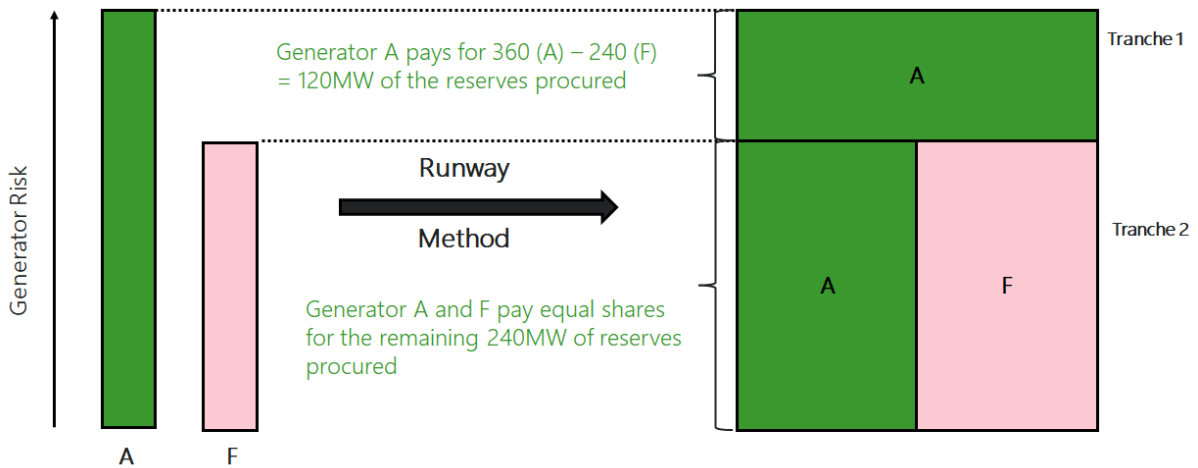 Generator Risk
A
F
Generator A pays for 360 (A) – 240 (F)
= 120MW of the reserves procured
Runway
Method
Generator A and F pay equal shares
for the remaining 240MW of reserves
procured
A
Tranche 1
A
F
Tranche 2